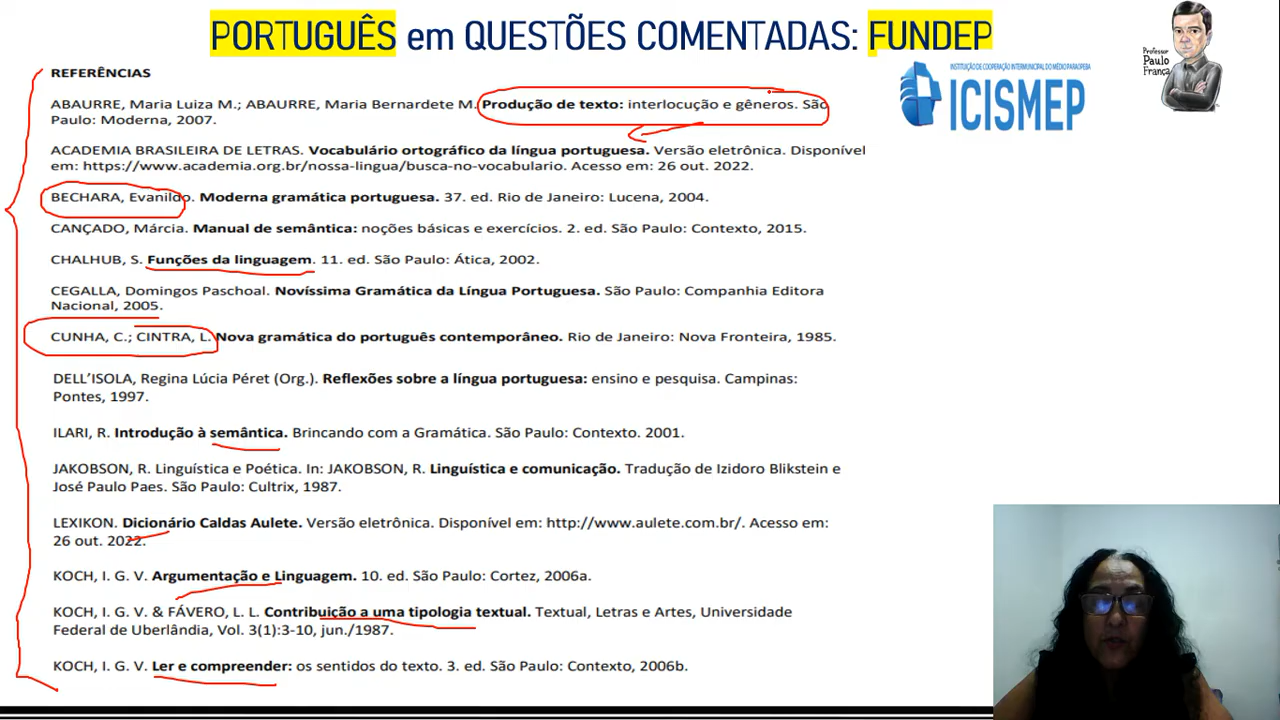 PORTUGUÊS em QUESTÕES COMENTADAS: FUNDEP
Professor
Paulo
França
INSTITUIÇÃO DE COOPERAÇÃO INTERMUNICIPAL DO MÉDIO PARAOPEBA
ICISMEP
REFERÊNCIAS
ABAURRE, Maria Luiza M.; ABAURRE, Maria Bernardete M. Produção de texto: interlocução e gêneros. São
Paulo: Moderna, 2007.
ACADEMIA BRASILEIRA DE LETRAS. Vocabulário ortográfico da língua portuguesa. Versão eletrônica. Disponível
em: https://www.academia.org.br/nossa-lingua/busca-no-vocabulario. Acesso em: 26 out. 2022.
BECHARA, Evanildo. Moderna gramática portuguesa. 37. ed. Rio de Janeiro: Lucena, 2004.
CANÇADO, Márcia. Manual de semântica: noções básicas e exercícios. 2. ed. São Paulo: Contexto, 2015.
CHALHUB, S. Funções da linguagem. 11. ed. São Paulo: Ática, 2002.
CEGALLA, Domingos Paschoal. Novíssima Gramática da Língua Portuguesa. São Paulo: Companhia Editora
Nacional, 2005.
CUNHA, C.; CINTRA, L. Nova gramática do português contemporâneo. Rio de Janeiro: Nova Fronteira, 1985.
DELL’ISOLA, Regina Lúcia Péret (Org.). Reflexões sobre a língua portuguesa: ensino e pesquisa. Campinas:
Pontes, 1997.
ILARI, R. Introdução à semântica. Brincando com a Gramática. São Paulo: Contexto. 2001.
JAKOBSON, R. Linguística e Poética. In: JAKOBSON, R. Linguística e comunicação. Tradução de Izidoro Blikstein e
José Paulo Paes. São Paulo: Cultrix, 1987.
LEXIKON. Dicionário Caldas Aulete. Versão eletrônica. Disponível em: http://www.aulete.com.br/. Acesso em:
26 out. 2022.
KOCH, I. G. V. Argumentação e Linguagem. 10. ed. São Paulo: Cortez, 2006a.
KOCH, I. G. V. & FÁVERO, L. L. Contribuição a uma tipologia textual. Textual, Letras e Artes, Universidade
Federal de Uberlândia, Vol. 3(1):3-10, jun./1987.
KOCH, I. G. V. Ler e compreender: os sentidos do texto. 3. ed. São Paulo: Contexto, 2006b.